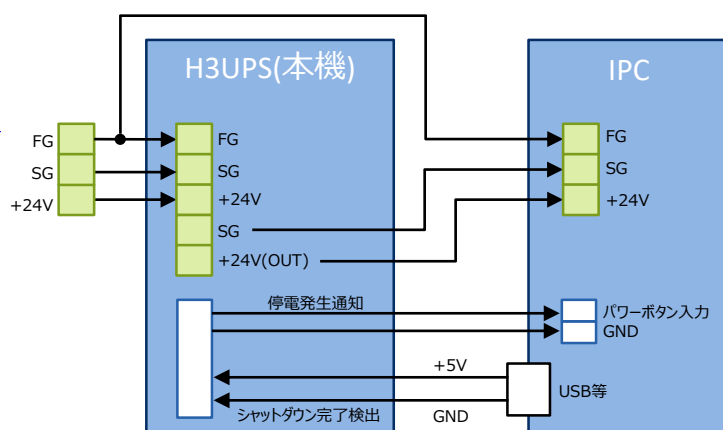 H3UPS(本機)
IPC
FG
SG
+24V
FG
SG
+24V
SG
+24V(OUT)
FG
SG
+24V
停電発生通知
パワーボタン入力
GND
+5V
USB等
シャットダウン完了検出
GND